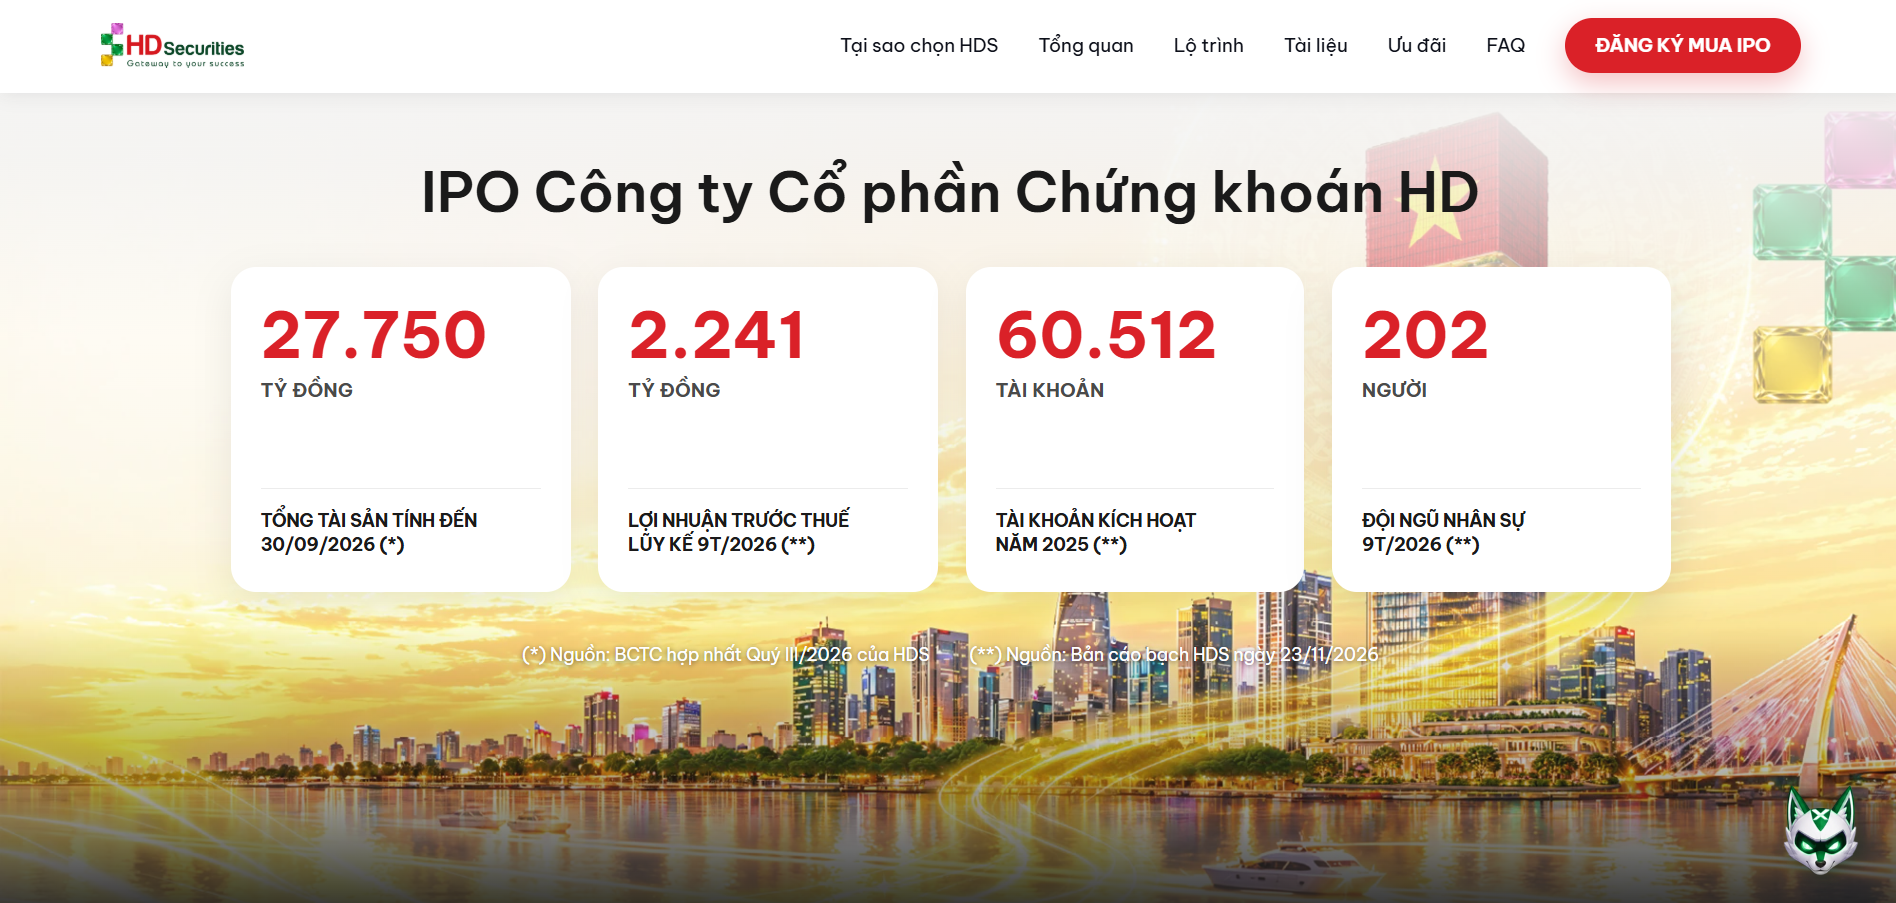 HD Securities
Gateway to your success
Tại sao chọn HDS
Tổng quan
Lộ trình
Tài liệu
Ưu đãi
FAQ
ĐĂNG KÝ MUA IPO
IPO Công ty Cổ phần Chứng khoán HD
27.750
TỶ ĐỒNG
TỔNG TÀI SẢN TÍNH ĐẾN
30/09/2026 (*)
2.241
TỶ ĐỒNG
LỢI NHUẬN TRƯỚC THUẾ
LŨY KẾ 9T/2026 (**)
60.512
TÀI KHOẢN
TÀI KHOẢN KÍCH HOẠT
NĂM 2025 (**)
202
NGƯỜI
ĐỘI NGŨ NHÂN SỰ
9T/2026 (**)
(*) Nguồn: BCTC hợp nhất Quý III/2026 của HDS
(**) Nguồn: Bản cáo bạch HDS ngày 23/11/2026